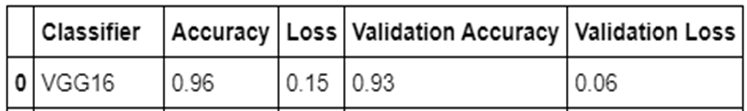 Classifier Accuracy Loss Validation Accuracy Validation Loss
0 VGG16 0.96 0.15 0.93 0.06